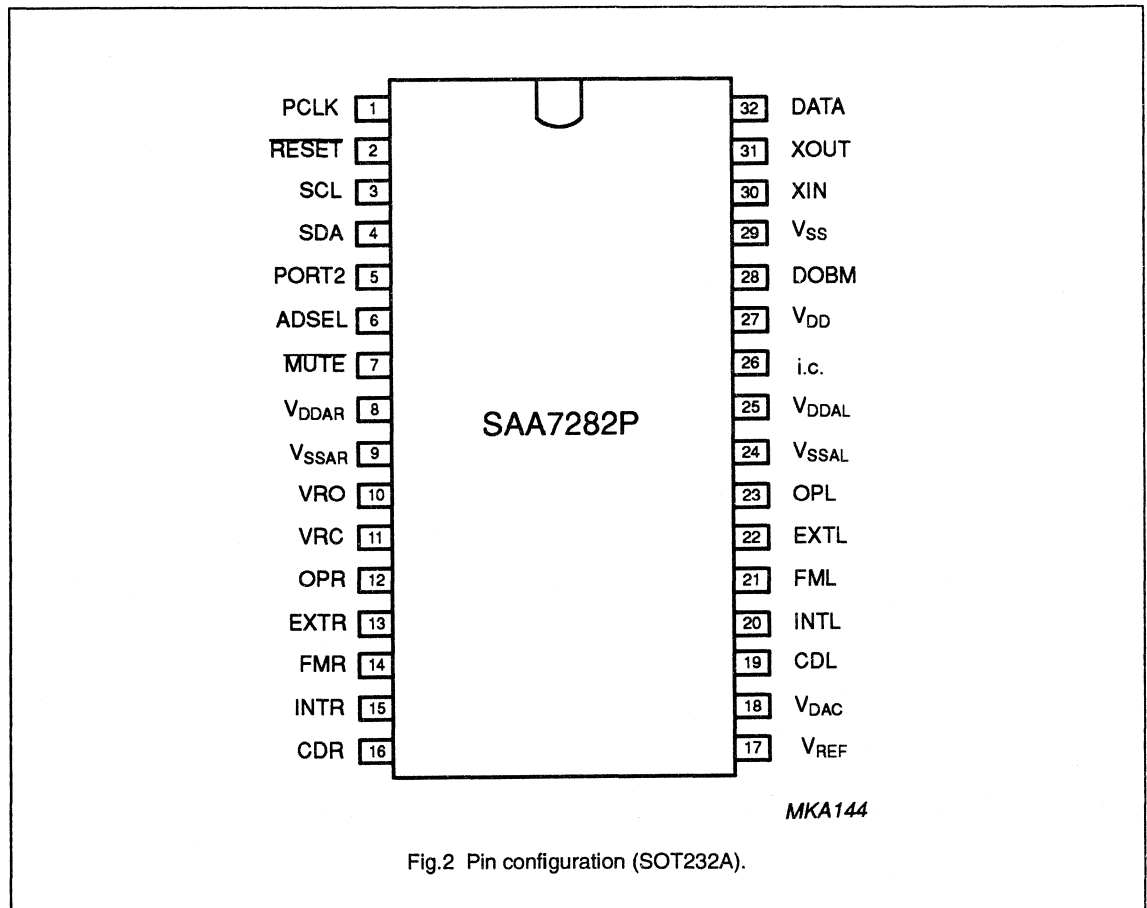 PCLK 1 32 DATA
RESET 2 31 XOUT
SCL 3 30 XIN
SDA 4 29 VSS
PORT2 5 28 DOBM
ADSEL 6 27 VDD
MUTE 7 26 i.c.
VDDAR 8 25 VDDAL
SAA7282P
VSSAR 9 24 VSSAL
VRO 10 23 OPL
VRC 11 22 EXTL
OPR 12 21 FML
EXTR 13 20 INTL
FMR 14 19 CDL
INTR 15 18 VDAC
CDR 16 17 VREF
MKA144
Fig.2 Pin configuration (SOT232A).